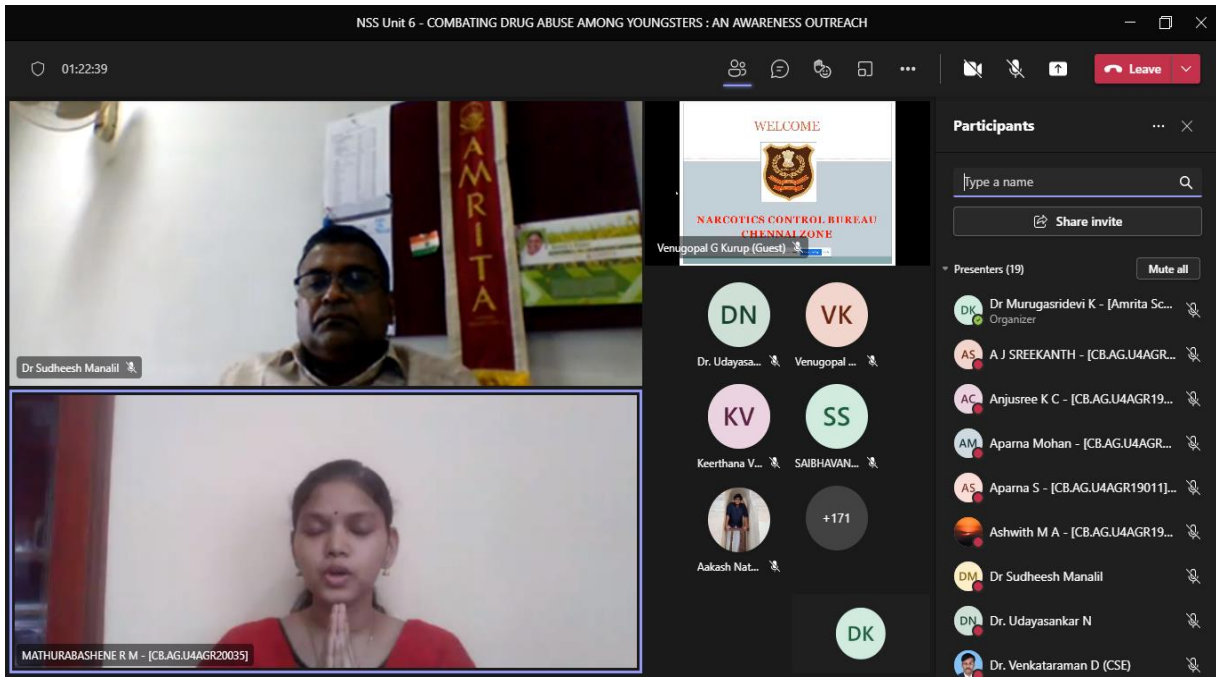 NSS Unit 6 - COMBATING DRUG ABUSE AMONG YOUNGSTERS : AN AWARENESS OUTREACH
01:22:39
Leave
AMRITA
Dr Sudheesh Manalil
MATHURABASHENE R M - [CB.AG.U4AGR20035]
WELCOME
NARCOTICS CONTROL BUREAU
CHENNAI ZONE
Venugopal G Kurup (Guest)
DN
VK
Dr. Udayasa...
Venugopal ...
KV
SS
Keerthana V...
SAIBHAVAN...
+171
Aakash Nat...
DK
Participants
Type a name
Share invite
Presenters (19)
Mute all
DK
Dr Murugasridevi K - [Amrita Sc...
Organizer
AS
A J SREEKANTH - [CB.AG.U4AGR...
AC
Anjusree K C - [CB.AG.U4AGR19...
AM
Aparna Mohan - [CB.AG.U4AGR...
AS
Aparna S - [CB.AG.U4AGR19011]...
Ashwith M A - [CB.AG.U4AGR19...
DM
Dr Sudheesh Manalil
DN
Dr. Udayasankar N
Dr. Venkataraman D (CSE)